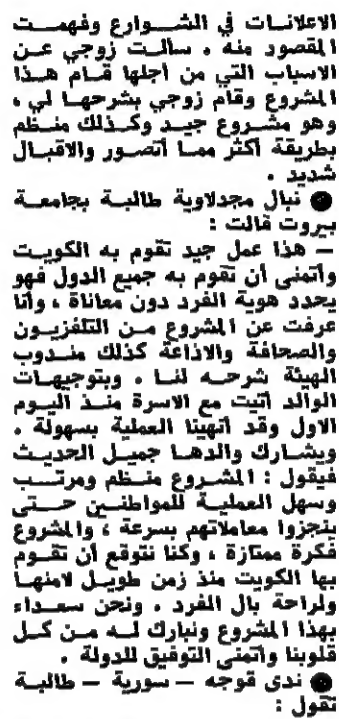 الاعلانات في الشوارع وفهمت
المقصود منه . سألت زوجي عن
الاسباب التي من أجلها قام هذا
المشروع وقام زوجي بشرحها لي ،
وهو مشروع جيد وكذلك منظم
بطريقة أكثر مما أتصور والاقبال
شديد .
● نبال مجدلاوية طالبة بجامعة
بيروت قالت :
— هذا عمل جيد تقوم به الكويت
وأتمنى أن تقوم به جميع الدول فهو
يحدد هوية الفرد دون معاناة ، وأنا
عرفت عن المشروع من التلفزيون
والصحافة والاذاعة كذلك مندوب
الهيئة شرحه لنا . وبتوجيهات
الوالد أتيت مع الاسرة منذ اليوم
الاول وقد أنهينا العملية بسهولة .
ويشارك والدها جميل الحديث
فيقول : المشروع منظم ومرتب
وسهل العملية للمواطنين حتى
ينجزوا معاملاتهم بسرعة ، والمشروع
فكرة ممتازة ، وكنا نتوقع أن تقوم
بها الكويت منذ زمن طويل لامنها
ولراحة بال الفرد . ونحن سعداء
بهذا المشروع ونبارك له من كل
قلوبنا وأتمنى التوفيق للدولة .
● ندى قوجه — سورية — طالبة
تقول :